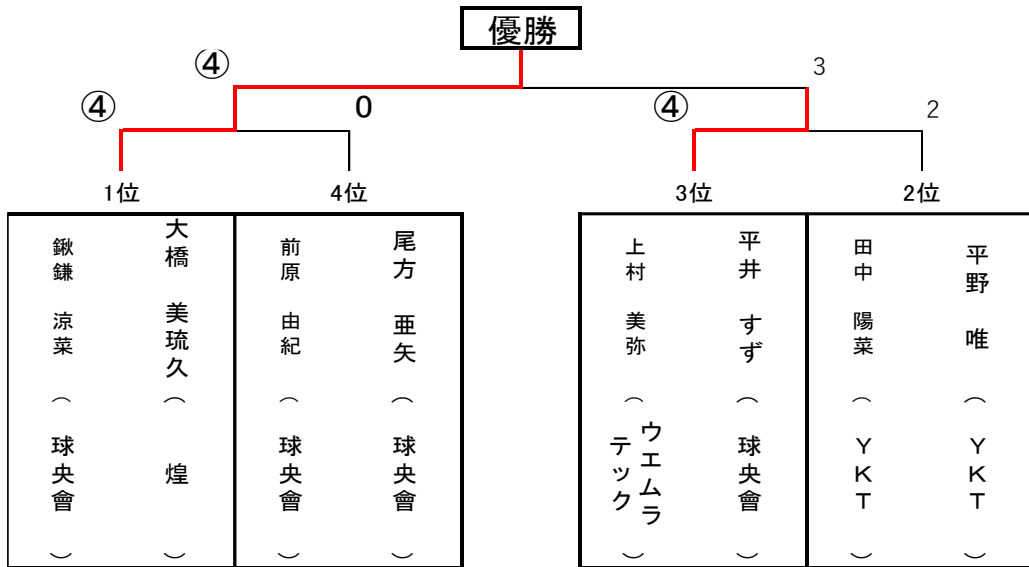 優勝
④
3
④
0
④
2
1位
4位
3位
2位
大橋 美琉久（煌）
鍬鎌 涼菜（球央會）
尾方 亜矢（球央會）
前原 由紀（球央會）
平井 すず（球央會）
上村 美弥（ウエムラテック）
平野 唯（YKT）
田中 陽菜（YKT）